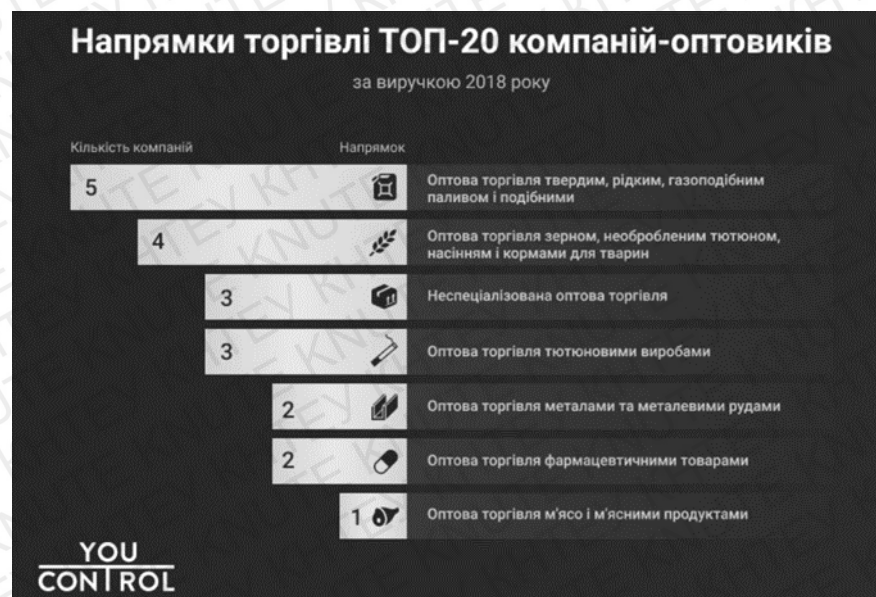 Напрямки торгівлі ТОП-20 компаній-оптовиків
за виручкою 2018 року
Кількість компаній Напрямок
5 Оптова торгівля твердим, рідким, газоподібним
паливом і подібними
4 Оптова торгівля зерном, необробленим тютюном,
насінням і кормами для тварин
3 Неспеціалізована оптова торгівля
3 Оптова торгівля тютюновими виробами
2 Оптова торгівля металами та металевими рудами
2 Оптова торгівля фармацевтичними товарами
1 Оптова торгівля м'ясо і м'ясними продуктами
YOU
CONTROL